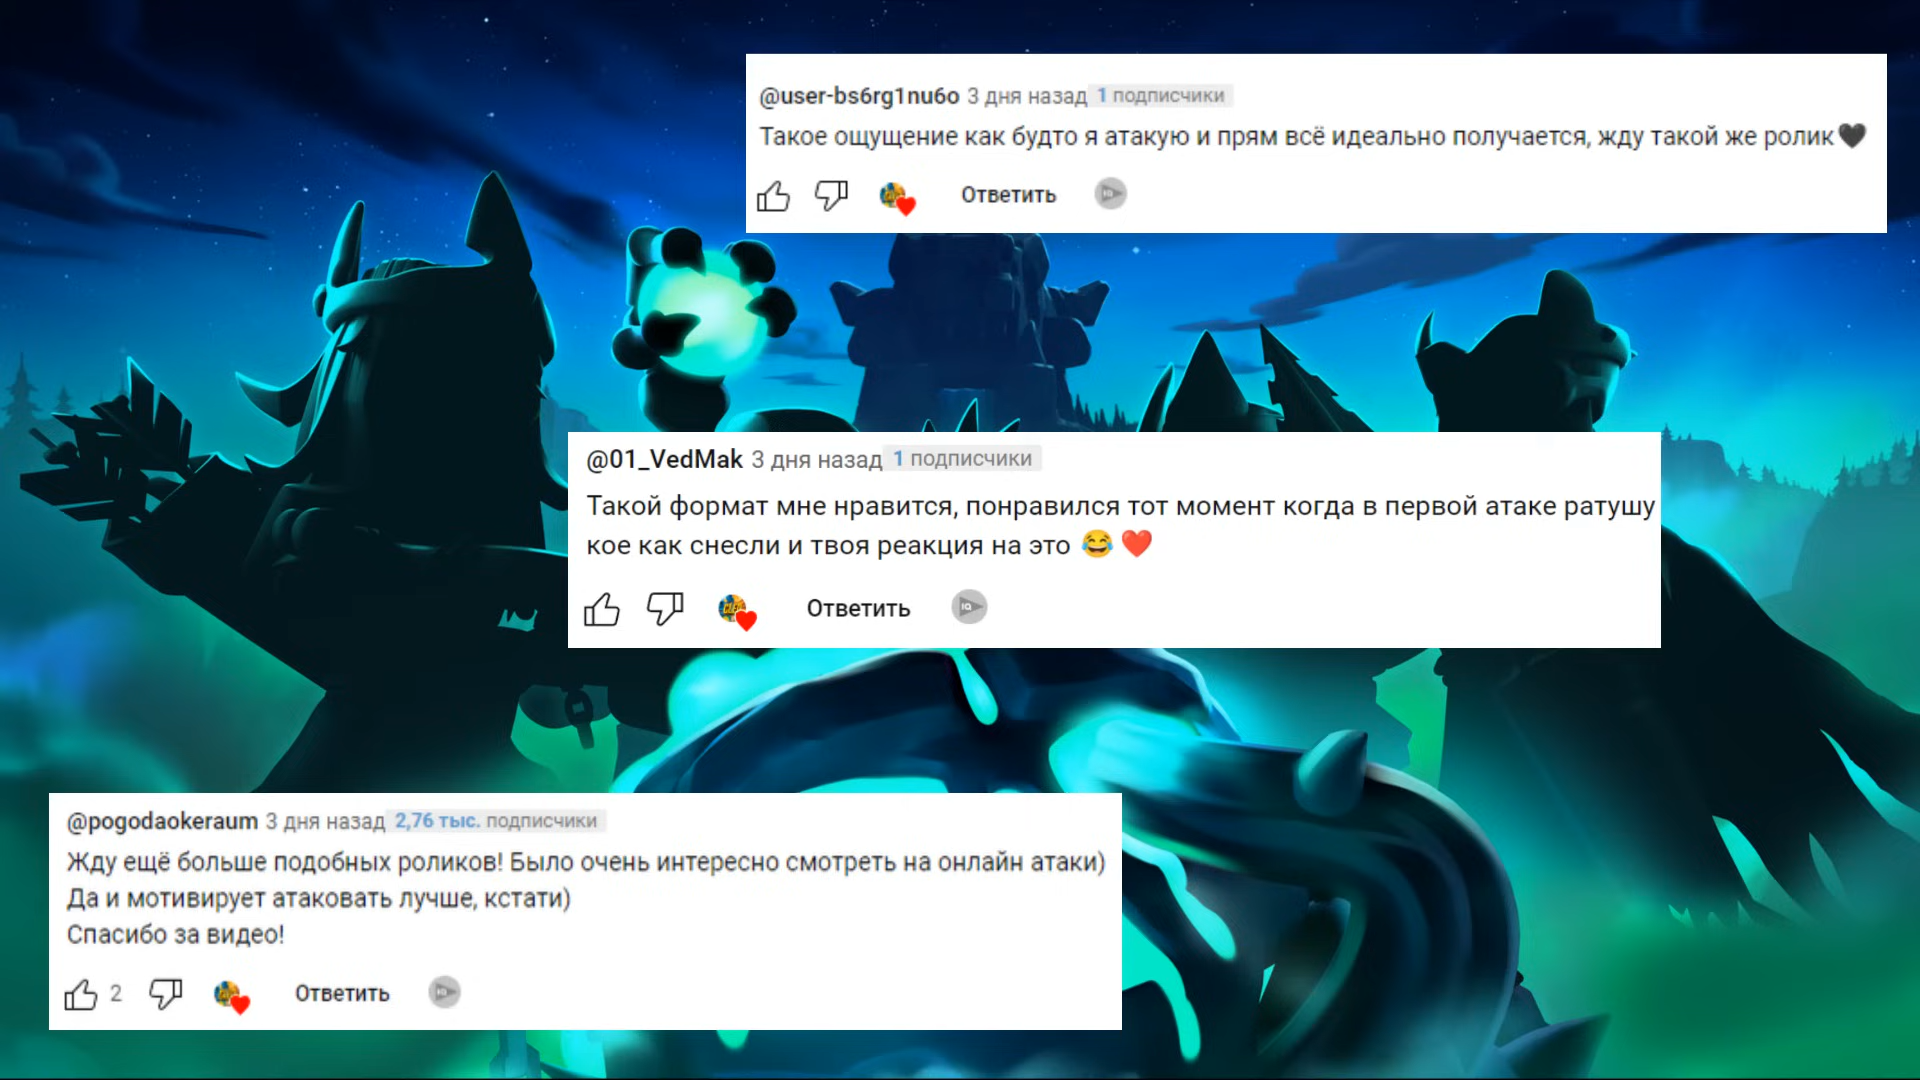 @user-bs6rg1nu6o 3 дня назад 1 подписчики
Такое ощущение как будто я атакую и прям всё идеально получается, жду такой же ролик🖤
Ответить
@01_VedMak 3 дня назад 1 подписчики
Такой формат мне нравится, понравился тот момент когда в первой атаке ратушу
кое как снесли и твоя реакция на это 😂 ❤️
Ответить
@pogodaokeraum 3 дня назад 2,76 тыс. подписчики
Жду ещё больше подобных роликов! Было очень интересно смотреть на онлайн атаки)
Да и мотивирует атаковать лучше, кстати)
Спасибо за видео!
2 Ответить